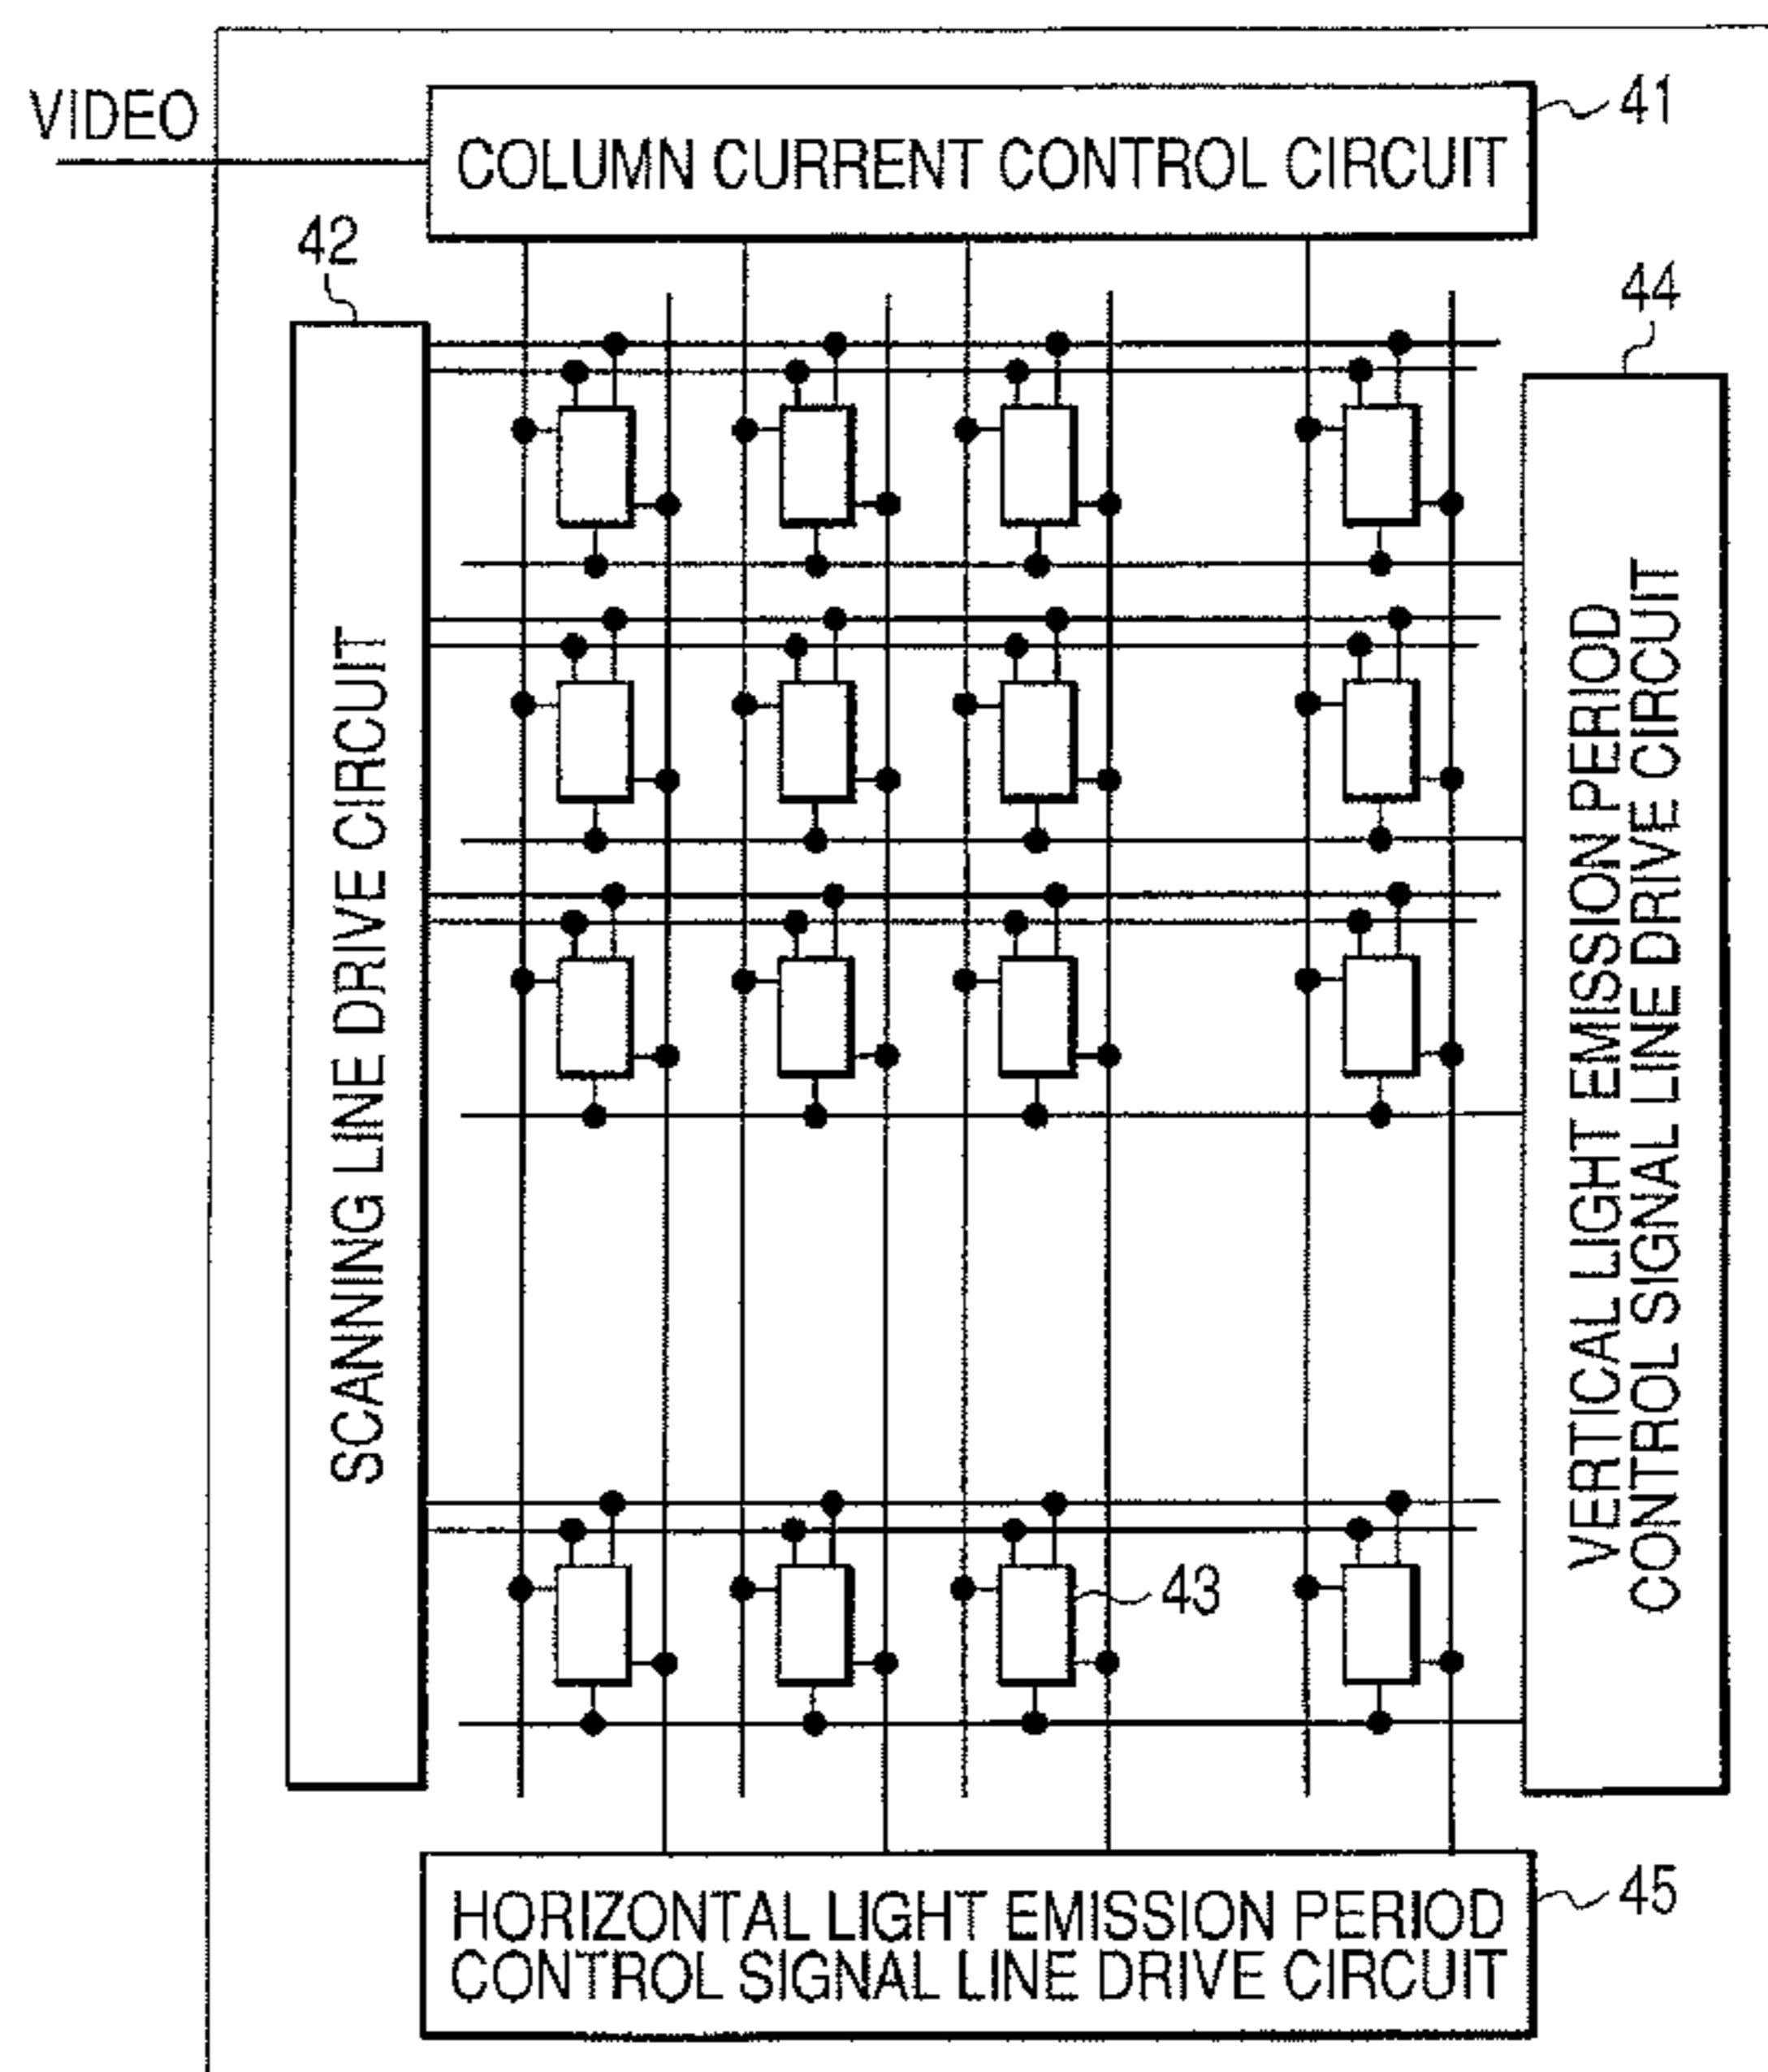 VIDEO
41
COLUMN CURRENT CONTROL CIRCUIT
42
44
SCANNING LINE DRIVE CIRCUIT
VERTICAL LIGHT EMISSION PERIOD
CONTROL SIGNAL LINE DRIVE CIRCUIT
43
HORIZONTAL LIGHT EMISSION PERIOD
CONTROL SIGNAL LINE DRIVE CIRCUIT
45